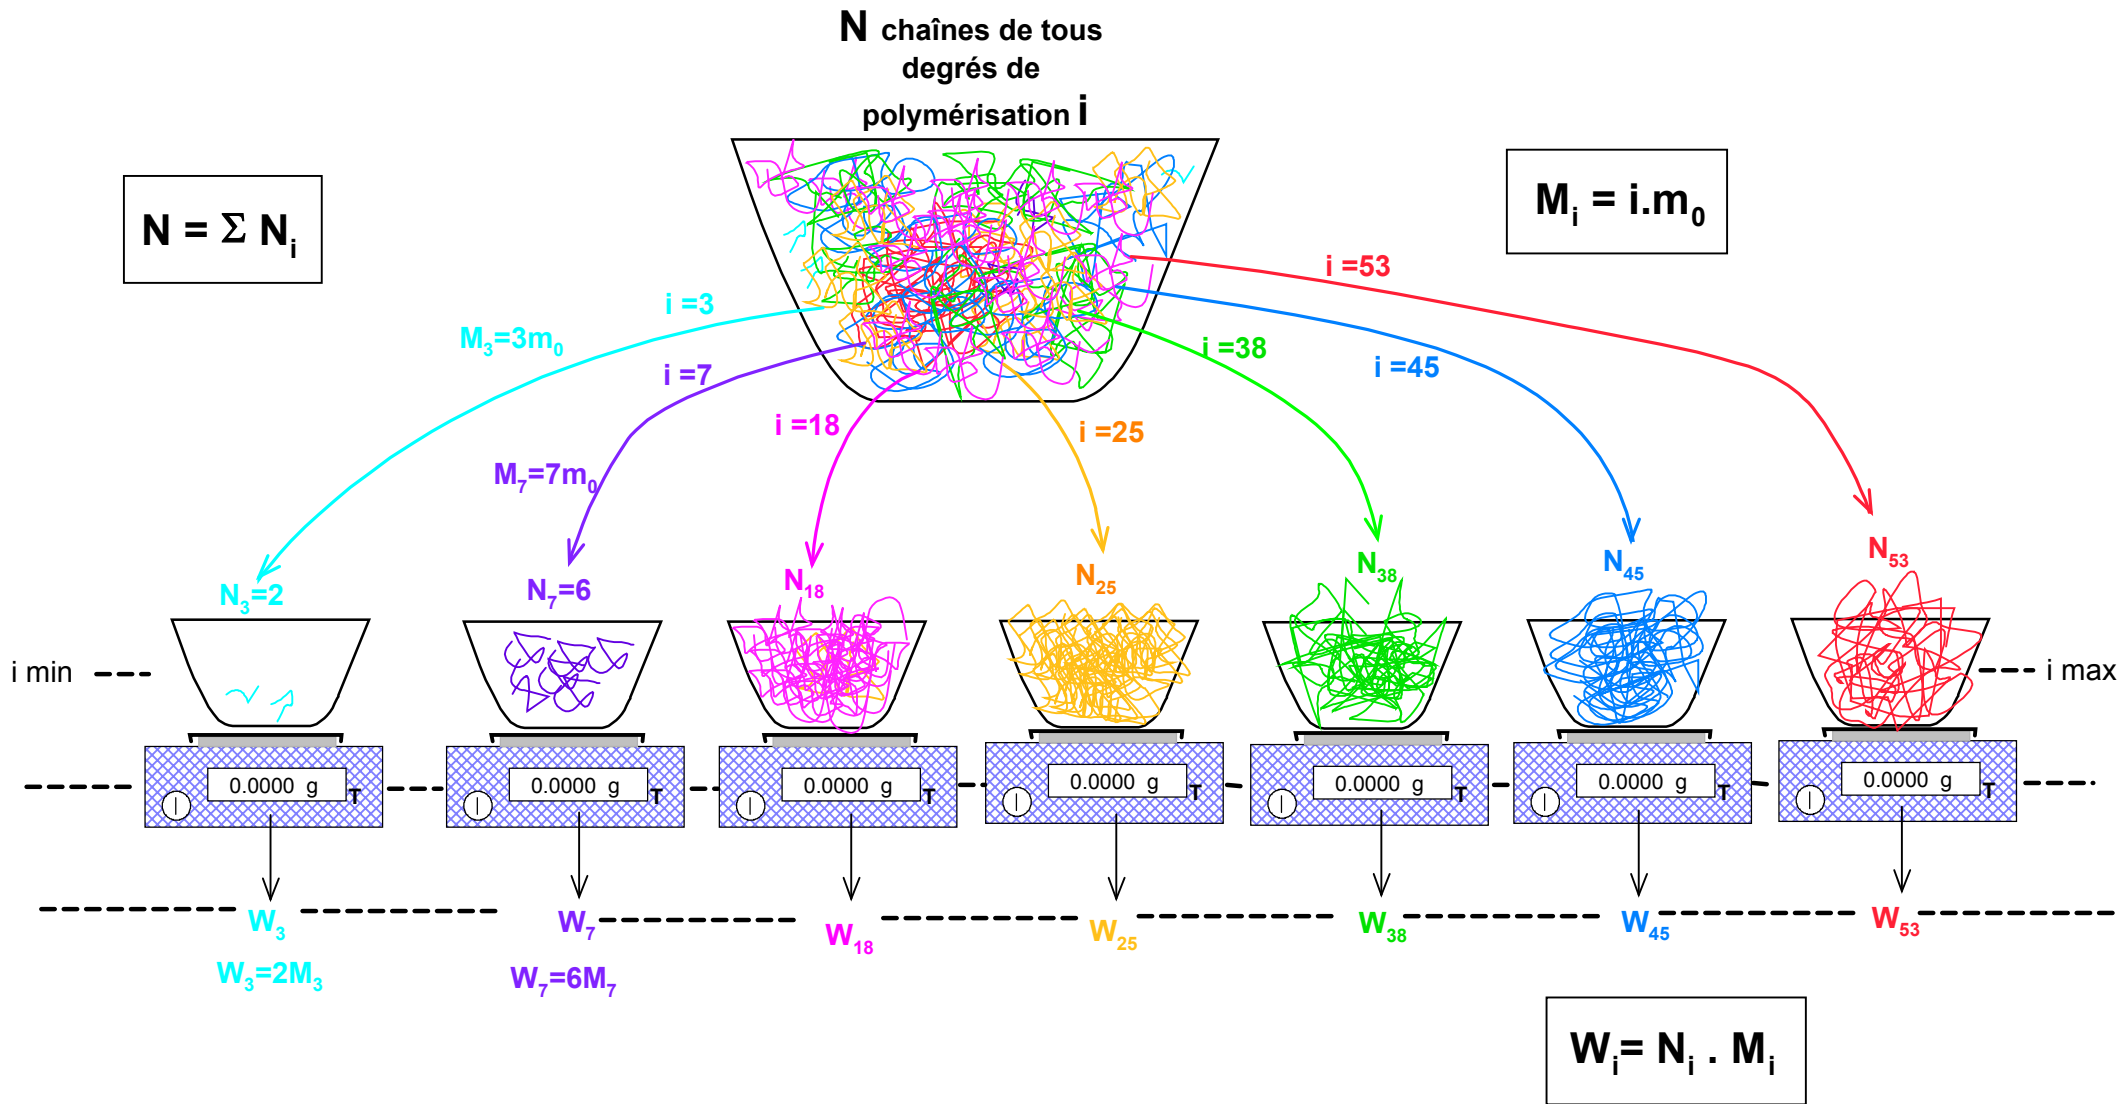 N chaînes de tous
degrés de
polymérisation i
N = Σ Nᵢ
Mᵢ = i.m₀
i =3
M₃=3m₀
i =7
M₇=7m₀
i =18
i =25
i =38
i =45
i =53
N₃=2
N₇=6
N₁₈
N₂₅
N₃₈
N₄₅
N₅₃
i min
i max
0.0000 g T
0.0000 g T
0.0000 g T
0.0000 g T
0.0000 g T
0.0000 g T
0.0000 g T
W₃
W₇
W₁₈
W₂₅
W₃₈
W₄₅
W₅₃
W₃=2M₃
W₇=6M₇
Wᵢ= Nᵢ . Mᵢ